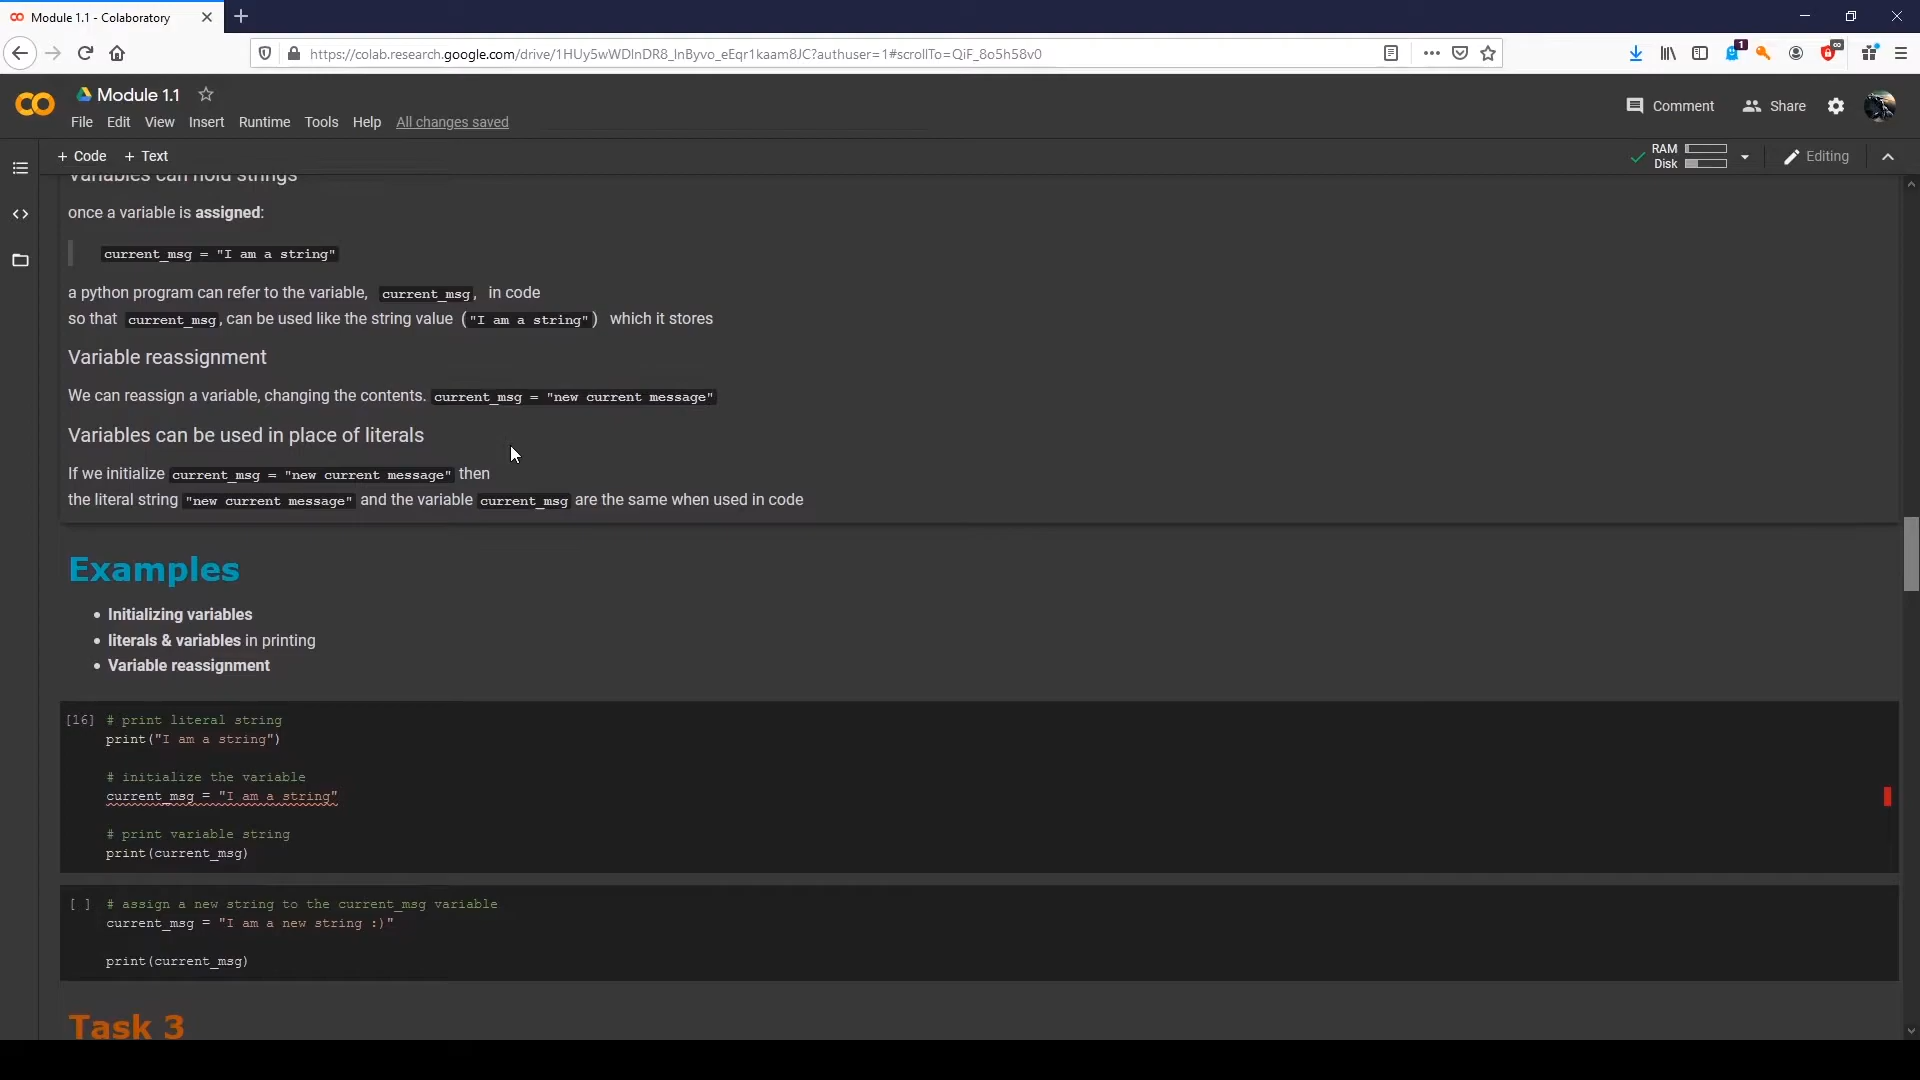 Module 1.1 - Colaboratory
https://colab.research.google.com/drive/1HUy5wWDlnDR8_lnByvo_eEqr1kaam8JC?authuser=1#scrollTo=QiF_8o5h58v0
1
Module 1.1
Comment
Share
File Edit View Insert Runtime Tools Help All changes saved
+ Code + Text
RAM
Disk
Editing
Variables can hold strings
once a variable is assigned:
current_msg = "I am a string"
a python program can refer to the variable, current_msg, in code
so that current_msg, can be used like the string value ("I am a string") which it stores
Variable reassignment
We can reassign a variable, changing the contents. current_msg = "new current message"
Variables can be used in place of literals
If we initialize current_msg = "new current message" then
the literal string "new current message" and the variable current_msg are the same when used in code
Examples
• Initializing variables
• literals & variables in printing
• Variable reassignment
[16] # print literal string
print("I am a string")
# initialize the variable
current_msg = "I am a string"
# print variable string
print(current_msg)
[ ] # assign a new string to the current_msg variable
current_msg = "I am a new string :)"
print(current_msg)
Task 3